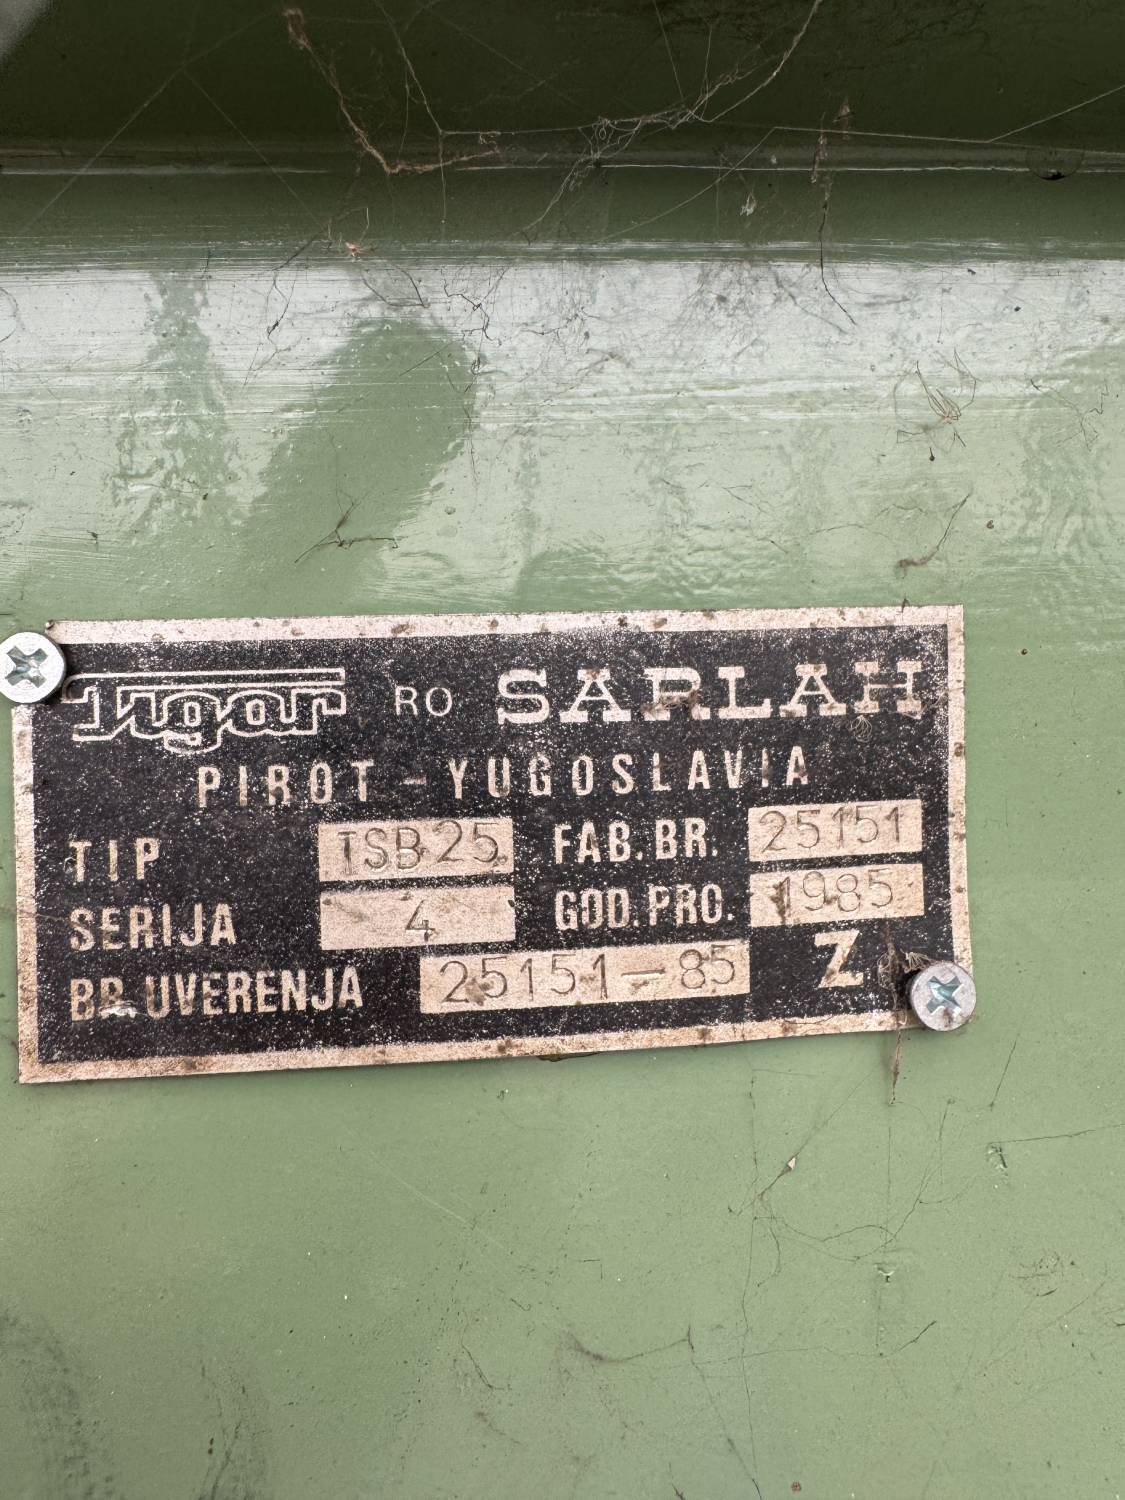 Tigar RO SARLAH
PIROT - YUGOSLAVIA
TIP TSB 25. FAB. BR. 25151
SERIJA 4 GOD. PRO. 1985
BR. UVERENJA 25151-85 Z